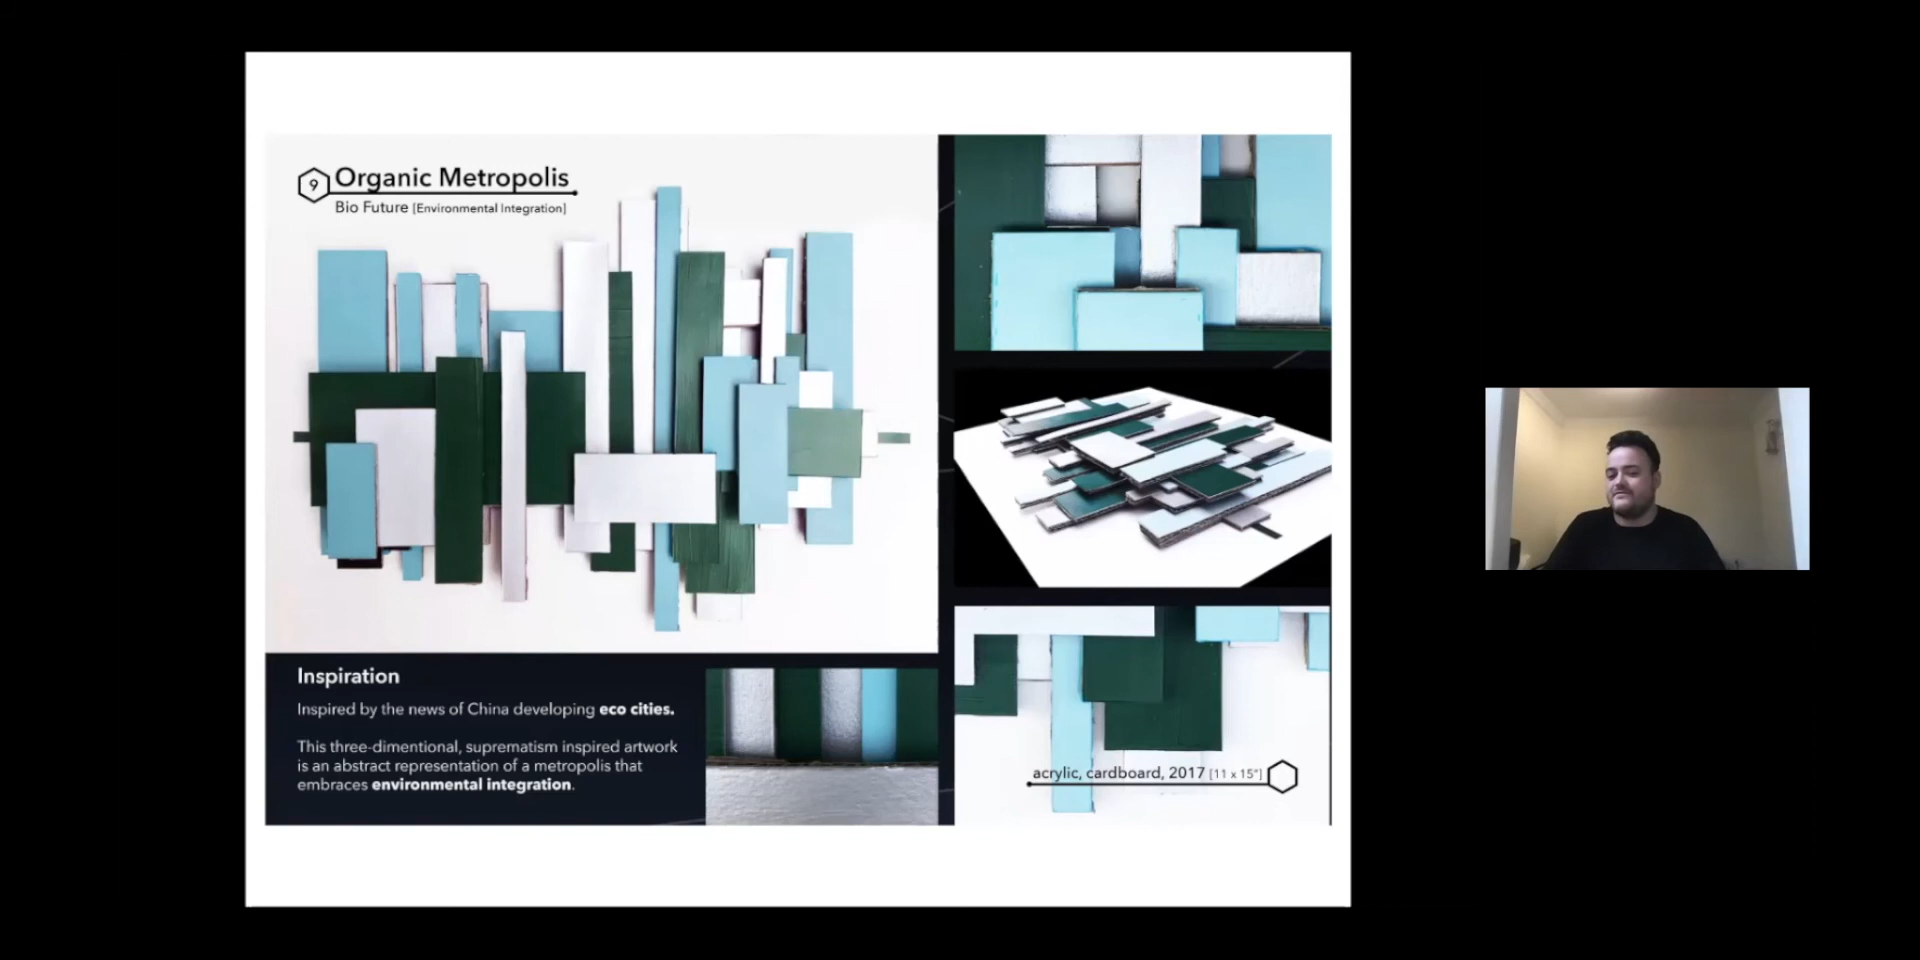 9
Organic Metropolis
Bio Future [Environmental Integration]
Inspiration
Inspired by the news of China developing eco cities.
This three-dimentional, suprematism inspired artwork
is an abstract representation of a metropolis that
embraces environmental integration.
acrylic, cardboard, 2017 [11 x 15"]